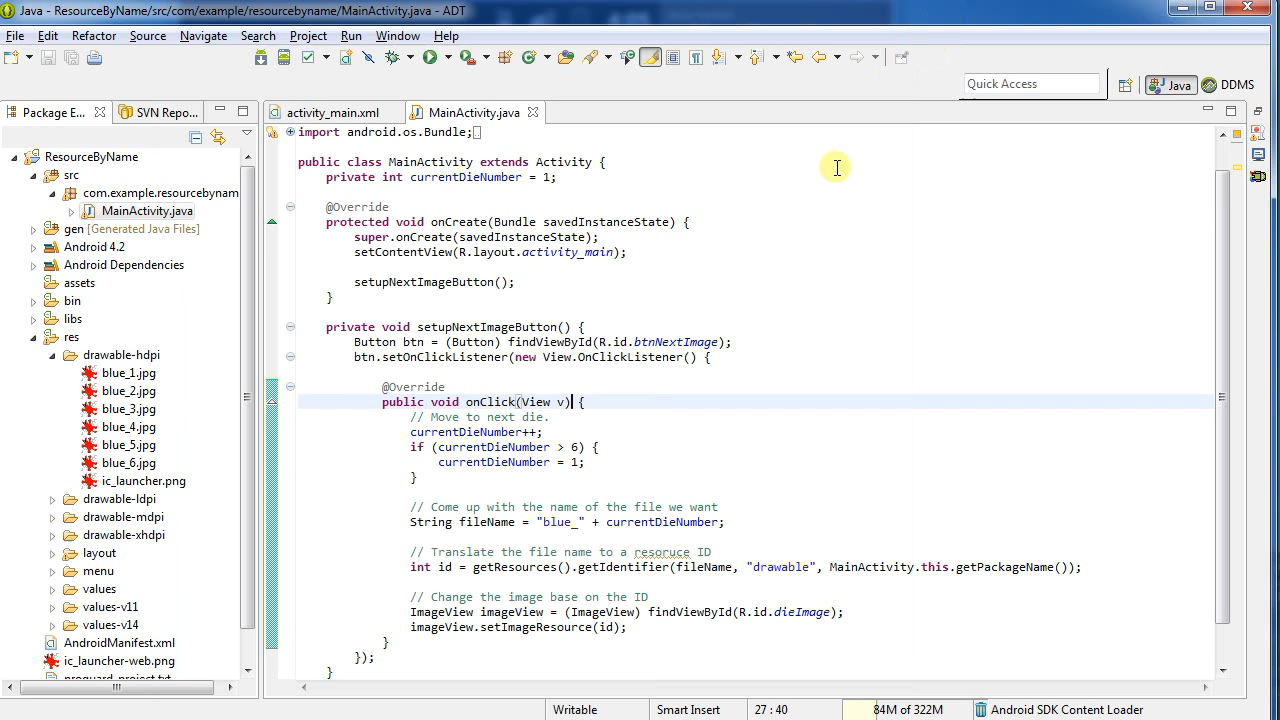 Java - ResourceByName/src/com/example/resourcebyname/MainActivity.java - ADT
File Edit Refactor Source Navigate Search Project Run Window Help
Quick Access
Java
DDMS
Package E...
SVN Repo...
ResourceByName
src
com.example.resourcebynam
MainActivity.java
gen [Generated Java Files]
Android 4.2
Android Dependencies
assets
bin
libs
res
drawable-hdpi
blue_1.jpg
blue_2.jpg
blue_3.jpg
blue_4.jpg
blue_5.jpg
blue_6.jpg
ic_launcher.png
drawable-ldpi
drawable-mdpi
drawable-xhdpi
layout
menu
values
values-v11
values-v14
AndroidManifest.xml
ic_launcher-web.png
proguard_project.txt
activity_main.xml
MainActivity.java
import android.os.Bundle;
public class MainActivity extends Activity {
private int currentDieNumber = 1;
@Override
protected void onCreate(Bundle savedInstanceState) {
super.onCreate(savedInstanceState);
setContentView(R.layout.activity_main);
setupNextImageButton();
}
private void setupNextImageButton() {
Button btn = (Button) findViewById(R.id.btnNextImage);
btn.setOnClickListener(new View.OnClickListener() {
@Override
public void onClick(View v) {
// Move to next die.
currentDieNumber++;
if (currentDieNumber > 6) {
currentDieNumber = 1;
}
// Come up with the name of the file we want
String fileName = "blue_" + currentDieNumber;
// Translate the file name to a resoruce ID
int id = getResources().getIdentifier(fileName, "drawable", MainActivity.this.getPackageName());
// Change the image base on the ID
ImageView imageView = (ImageView) findViewById(R.id.dieImage);
imageView.setImageResource(id);
}
});
}
Writable
Smart Insert
27 : 40
84M of 322M
Android SDK Content Loader